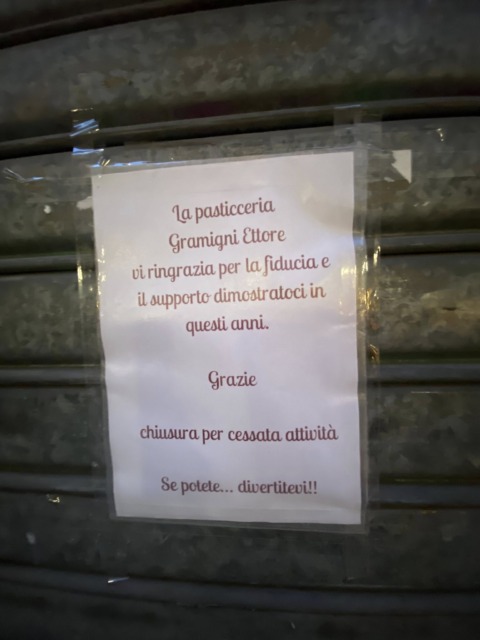 La pasticceria
Gramigni Ettore
vi ringrazia per la fiducia e
il supporto dimostratoci in
questi anni.
Grazie
chiusura per cessata attività
Se potete... divertitevi!!